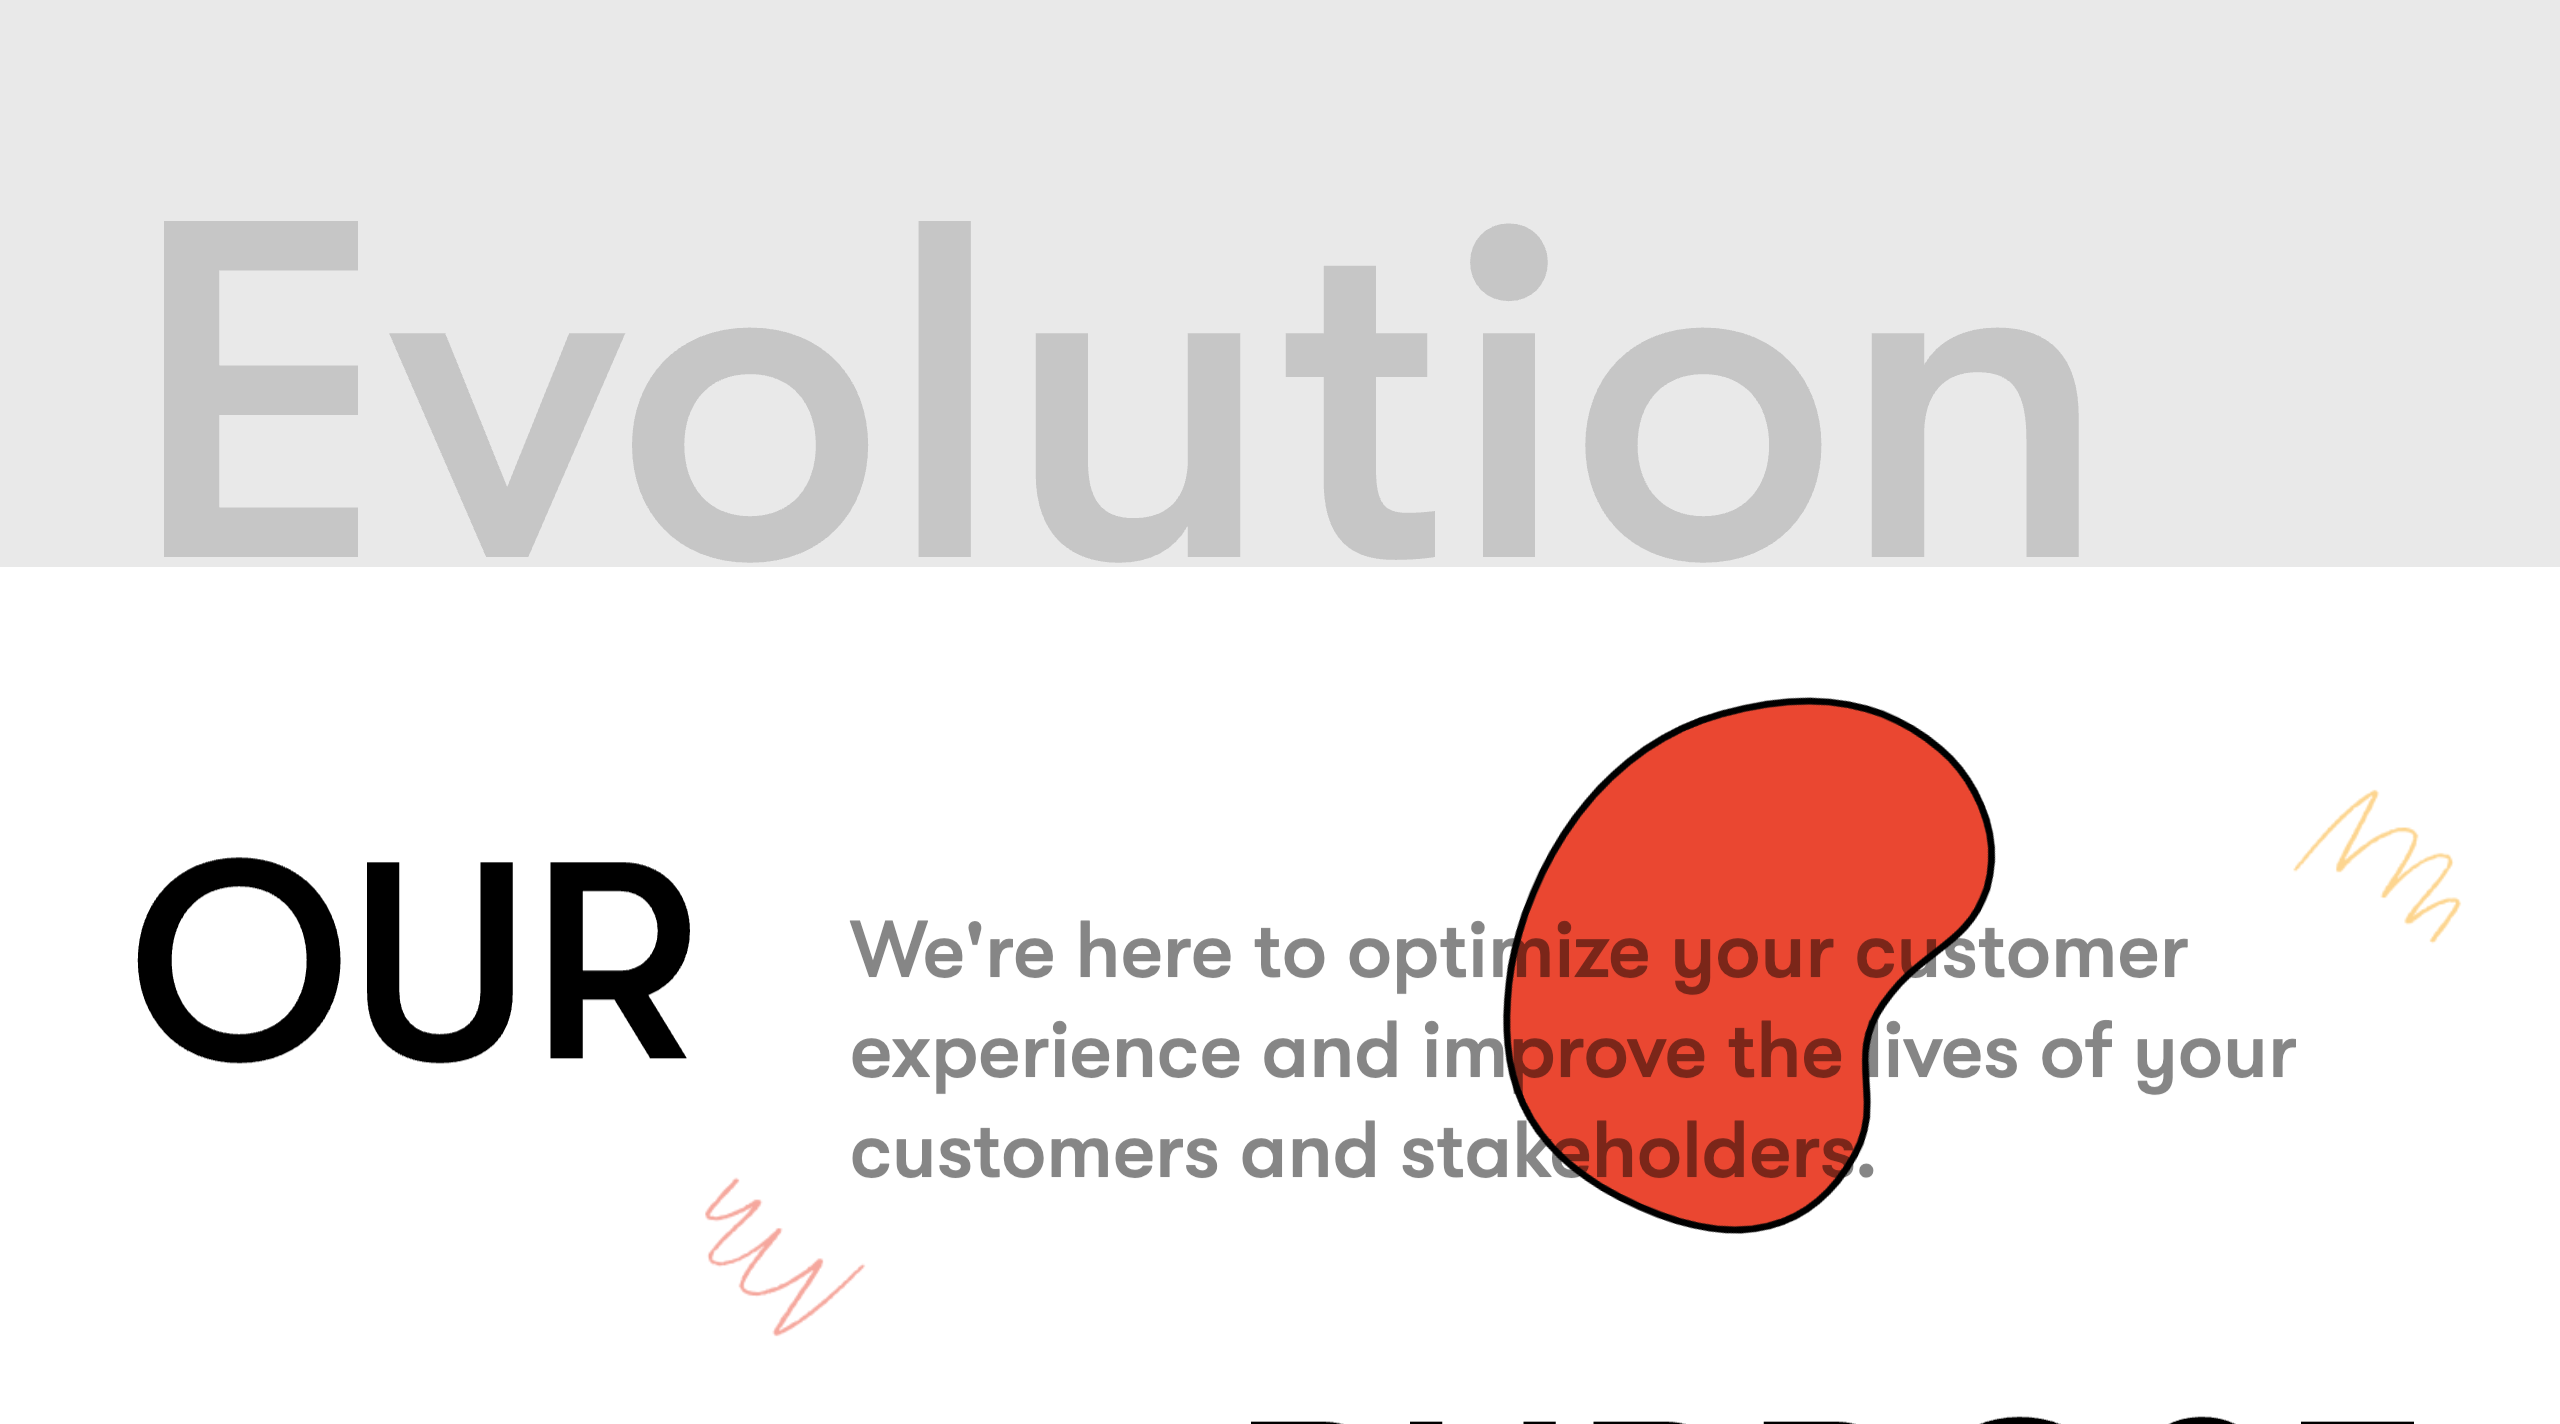 Evolution
OUR
We're here to optimize your customer
experience and improve the lives of your
customers and stakeholders.